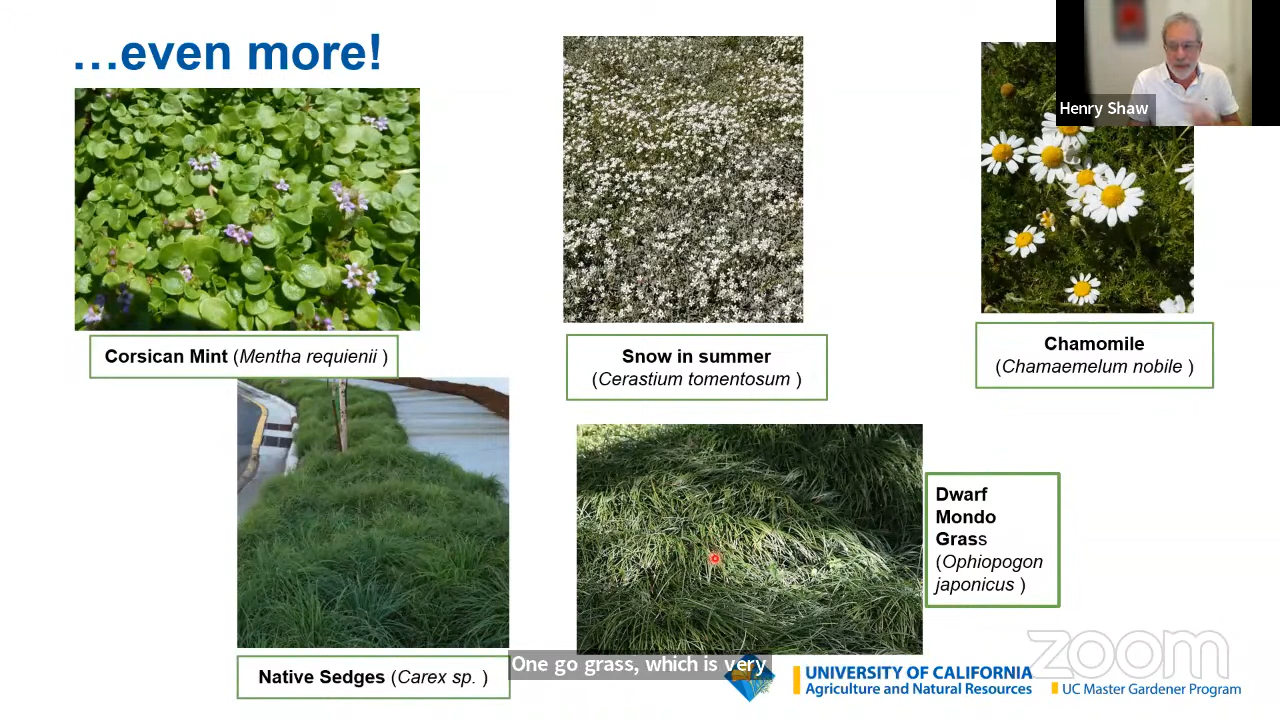 …even more!
Henry Shaw
Corsican Mint (Mentha requienii )
Snow in summer
(Cerastium tomentosum )
Chamomile
(Chamaemelum nobile )
Dwarf
Mondo
Grass
(Ophiopogon
japonicus )
Native Sedges (Carex sp. )
One go grass, which is very
UNIVERSITY OF CALIFORNIA
Agriculture and Natural Resources
UC Master Gardener Program
zoom